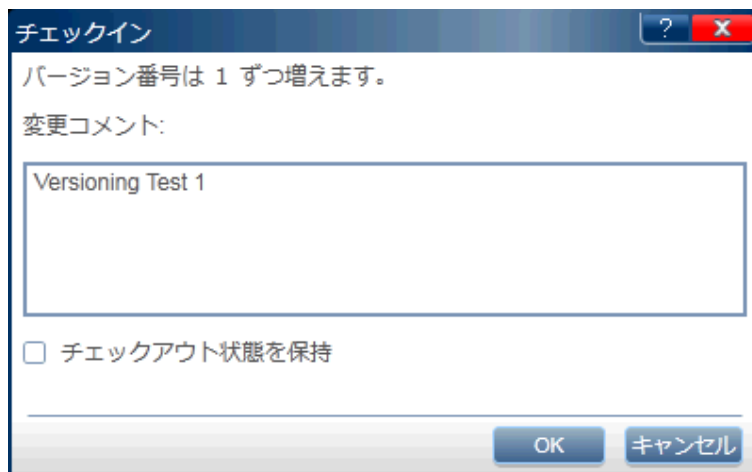 チェックイン
? X
バージョン番号は 1 ずつ増えます。
変更コメント:
Versioning Test 1
チェックアウト状態を保持
OK キャンセル